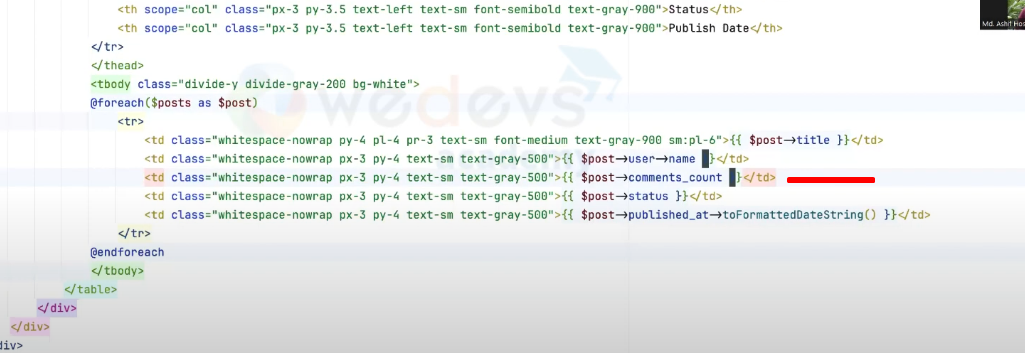 <th scope="col" class="px-3 py-3.5 text-left text-sm font-semibold text-gray-900">Status</th>
<th scope="col" class="px-3 py-3.5 text-left text-sm font-semibold text-gray-900">Publish Date</th>
Md. Ashif Hos
</tr>
</thead>
<tbody class="divide-y divide-gray-200 bg-white">
wedevs
@foreach($posts as $post)
<tr>
<td class="whitespace-nowrap py-4 pl-4 pr-3 text-sm font-medium text-gray-900 sm:pl-6">{{ $post->title }}</td>
<td class="whitespace-nowrap px-3 py-4 text-sm text-gray-500">{{ $post->user->name }}</td>
academy
<td class="whitespace-nowrap px-3 py-4 text-sm text-gray-500">{{ $post->comments_count }}</td>
<td class="whitespace-nowrap px-3 py-4 text-sm text-gray-500">{{ $post->status }}</td>
<td class="whitespace-nowrap px-3 py-4 text-sm text-gray-500">{{ $post->published_at->toFormattedDateString() }}</td>
</tr>
@endforeach
</tbody>
</table>
</div>
</div>
div>